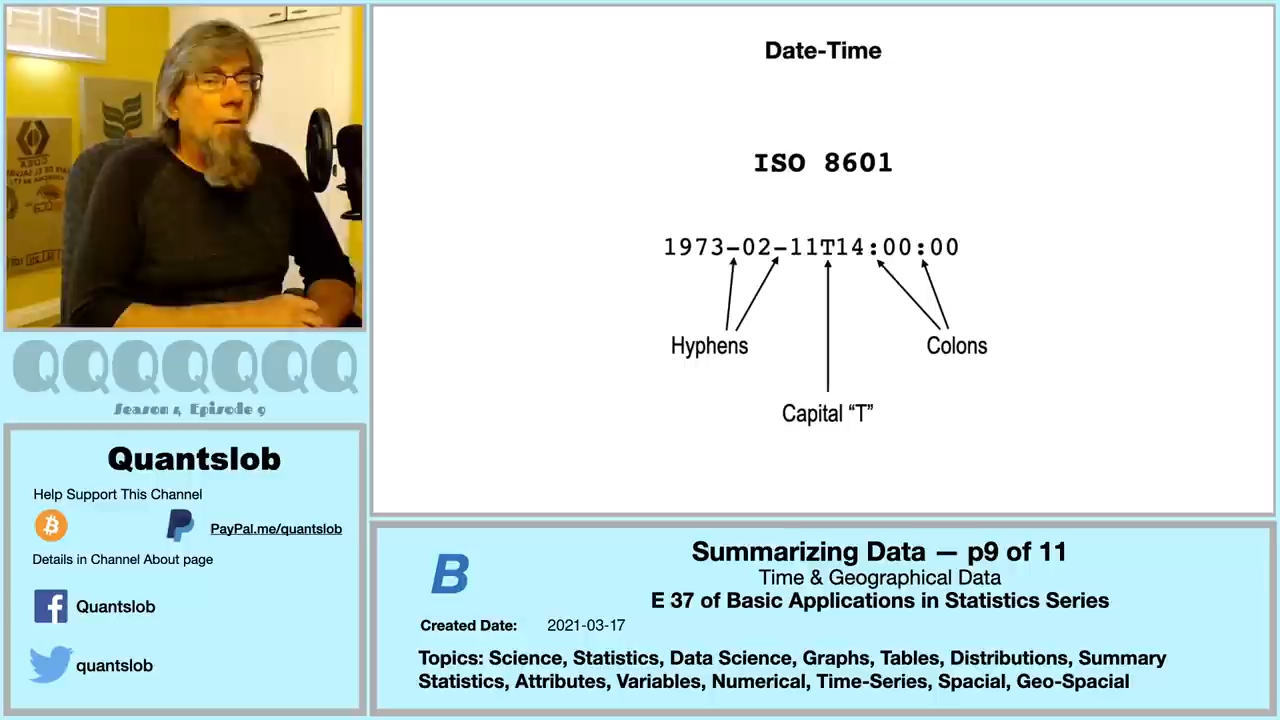 Date-Time
ISO 8601
1973-02-11T14:00:00
Hyphens
Colons
Capital “T”
QQQQQQQ
Season 4, Episode 9
Quantslob
Help Support This Channel
PayPal.me/quantslob
Details in Channel About page
Quantslob
quantslob
B
Summarizing Data — p9 of 11
Time & Geographical Data
E 37 of Basic Applications in Statistics Series
Created Date: 2021-03-17
Topics: Science, Statistics, Data Science, Graphs, Tables, Distributions, Summary
Statistics, Attributes, Variables, Numerical, Time-Series, Spacial, Geo-Spacial